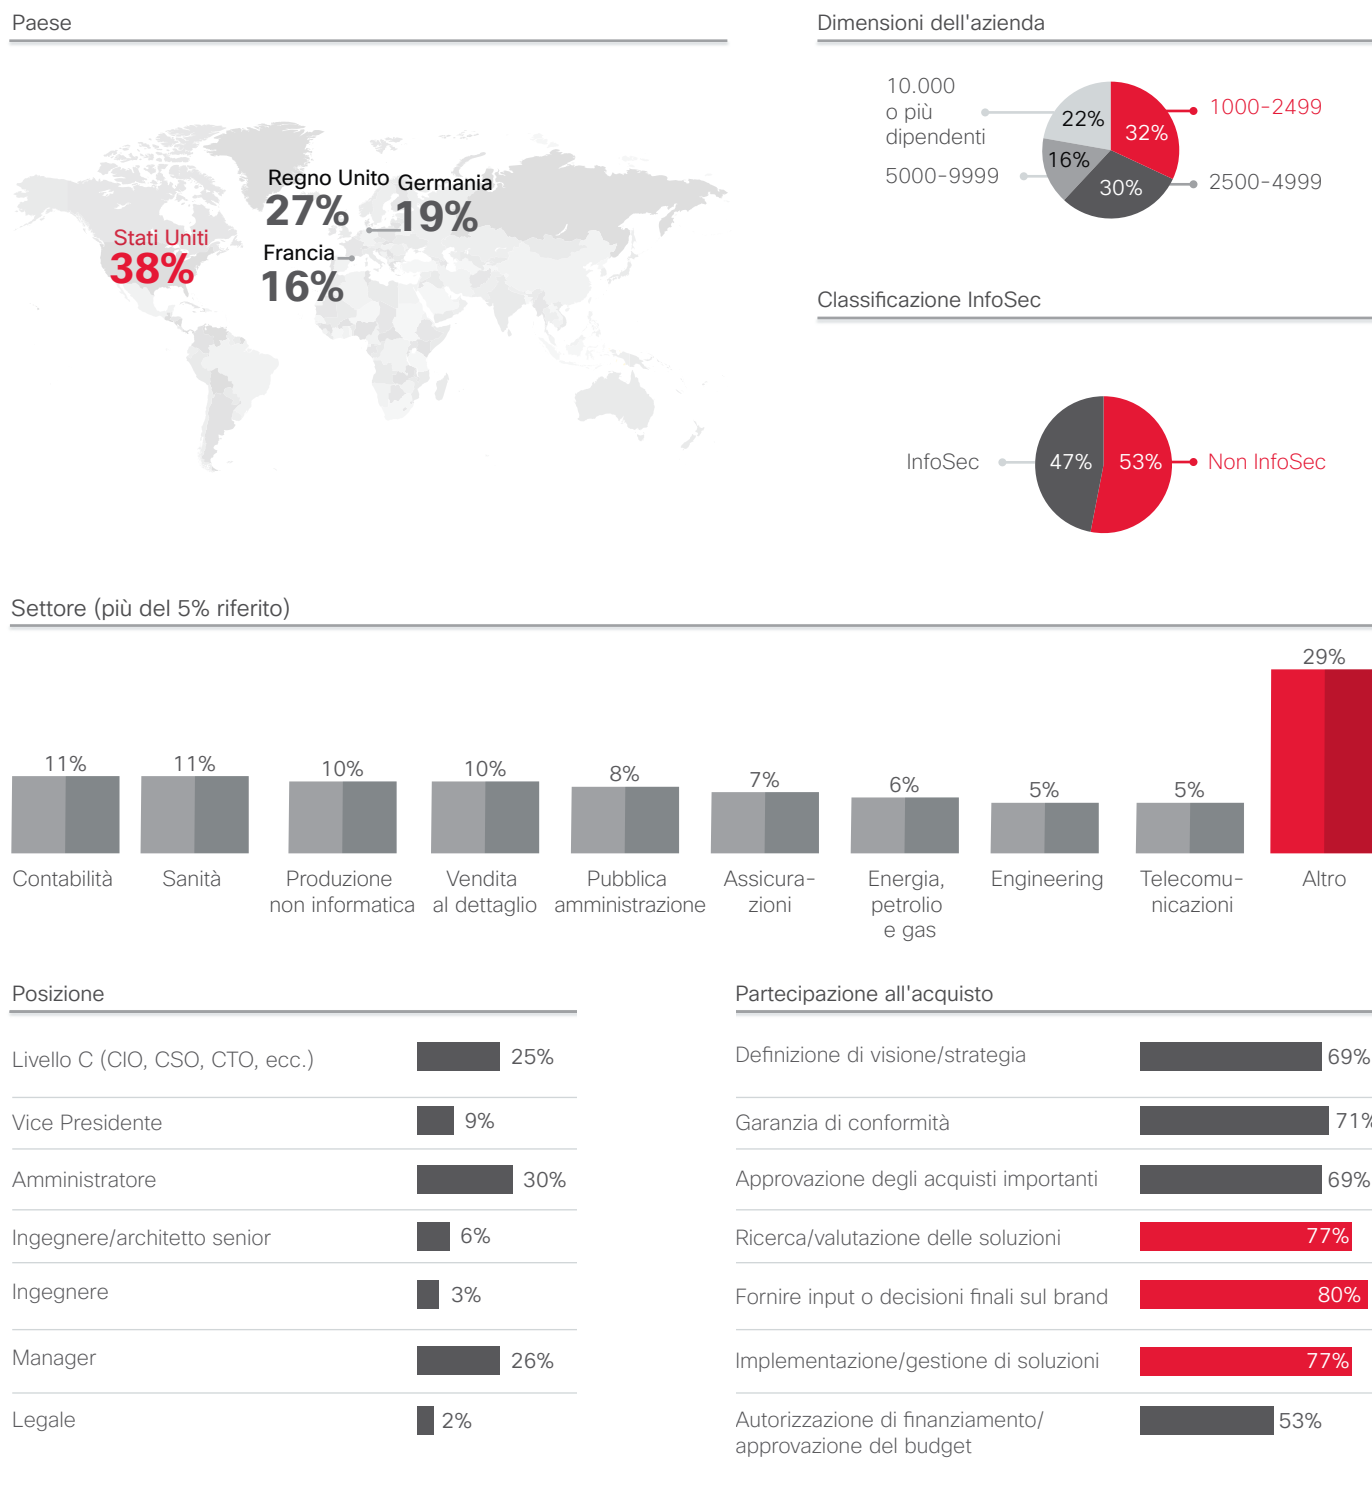 Paese
Regno Unito
27%
Germania
19%
Stati Uniti
38%
Francia
16%
Dimensioni dell'azienda
10.000
o più
dipendenti
22%
32%
1000-2499
5000-9999
16%
30%
2500-4999
Classificazione InfoSec
InfoSec
47%
53%
Non InfoSec
Settore (più del 5% riferito)
11%
11%
10%
10%
8%
7%
6%
5%
5%
29%
Contabilità
Sanità
Produzione
non informatica
Vendita
al dettaglio
Pubblica
amministrazione
Assicura-
zioni
Energia,
petrolio
e gas
Engineering
Telecomu-
nicazioni
Altro
Posizione
Livello C (CIO, CSO, CTO, ecc.)
25%
Vice Presidente
9%
Amministratore
30%
Ingegnere/architetto senior
6%
Ingegnere
3%
Manager
26%
Legale
2%
Partecipazione all'acquisto
Definizione di visione/strategia
69%
Garanzia di conformità
71%
Approvazione degli acquisti importanti
69%
Ricerca/valutazione delle soluzioni
77%
Fornire input o decisioni finali sul brand
80%
Implementazione/gestione di soluzioni
77%
Autorizzazione di finanziamento/
approvazione del budget
53%